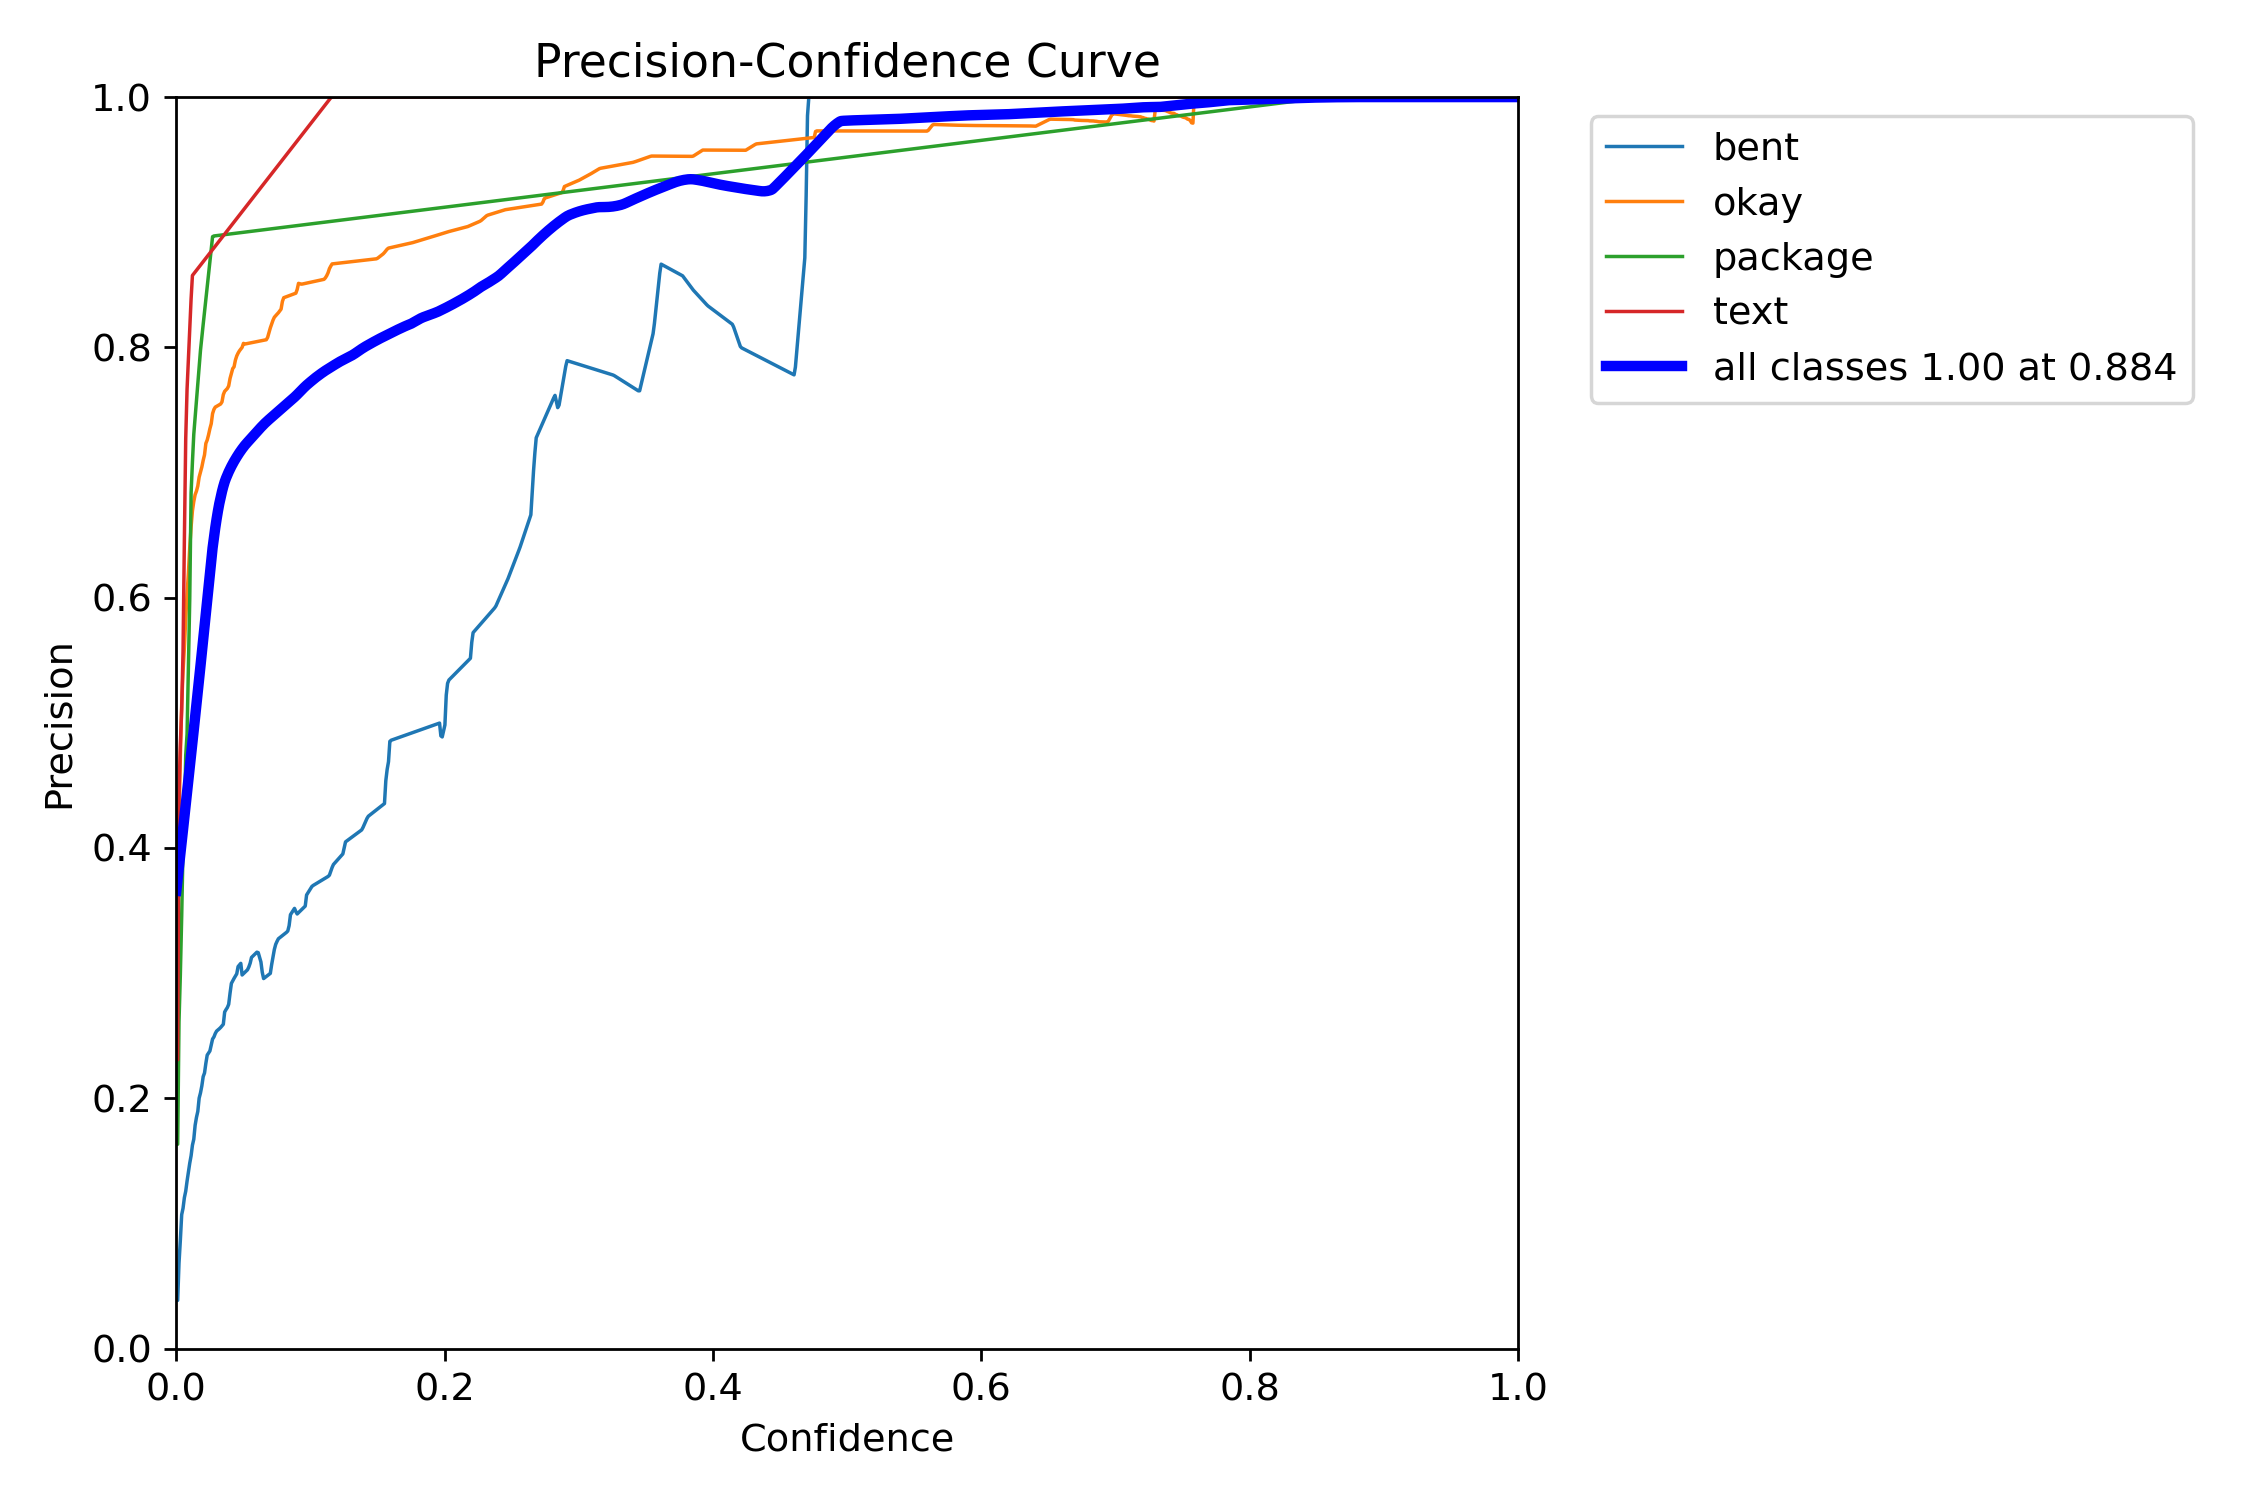 Precision-Confidence Curve
1.0
0.8
0.6
0.4
0.2
0.0
Precision
0.0 0.2 0.4 0.6 0.8 1.0
Confidence
bent
okay
package
text
all classes 1.00 at 0.884